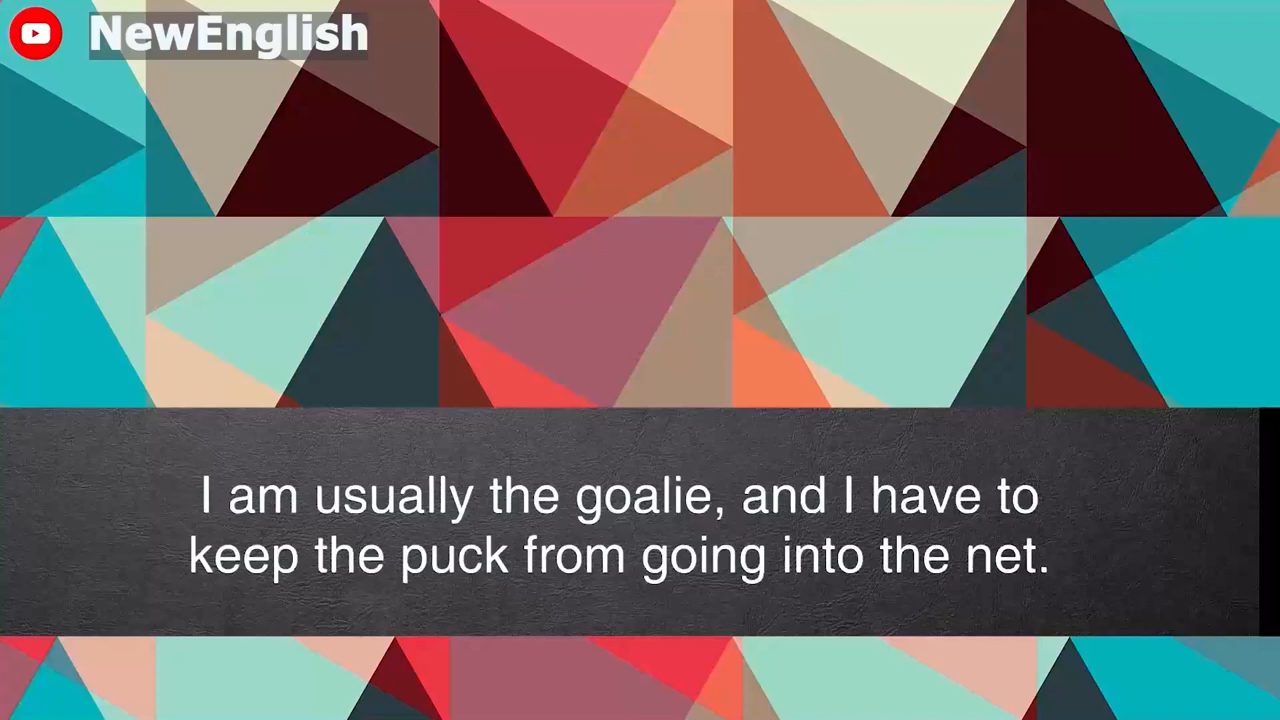 NewEnglish
I am usually the goalie, and I have to
keep the puck from going into the net.